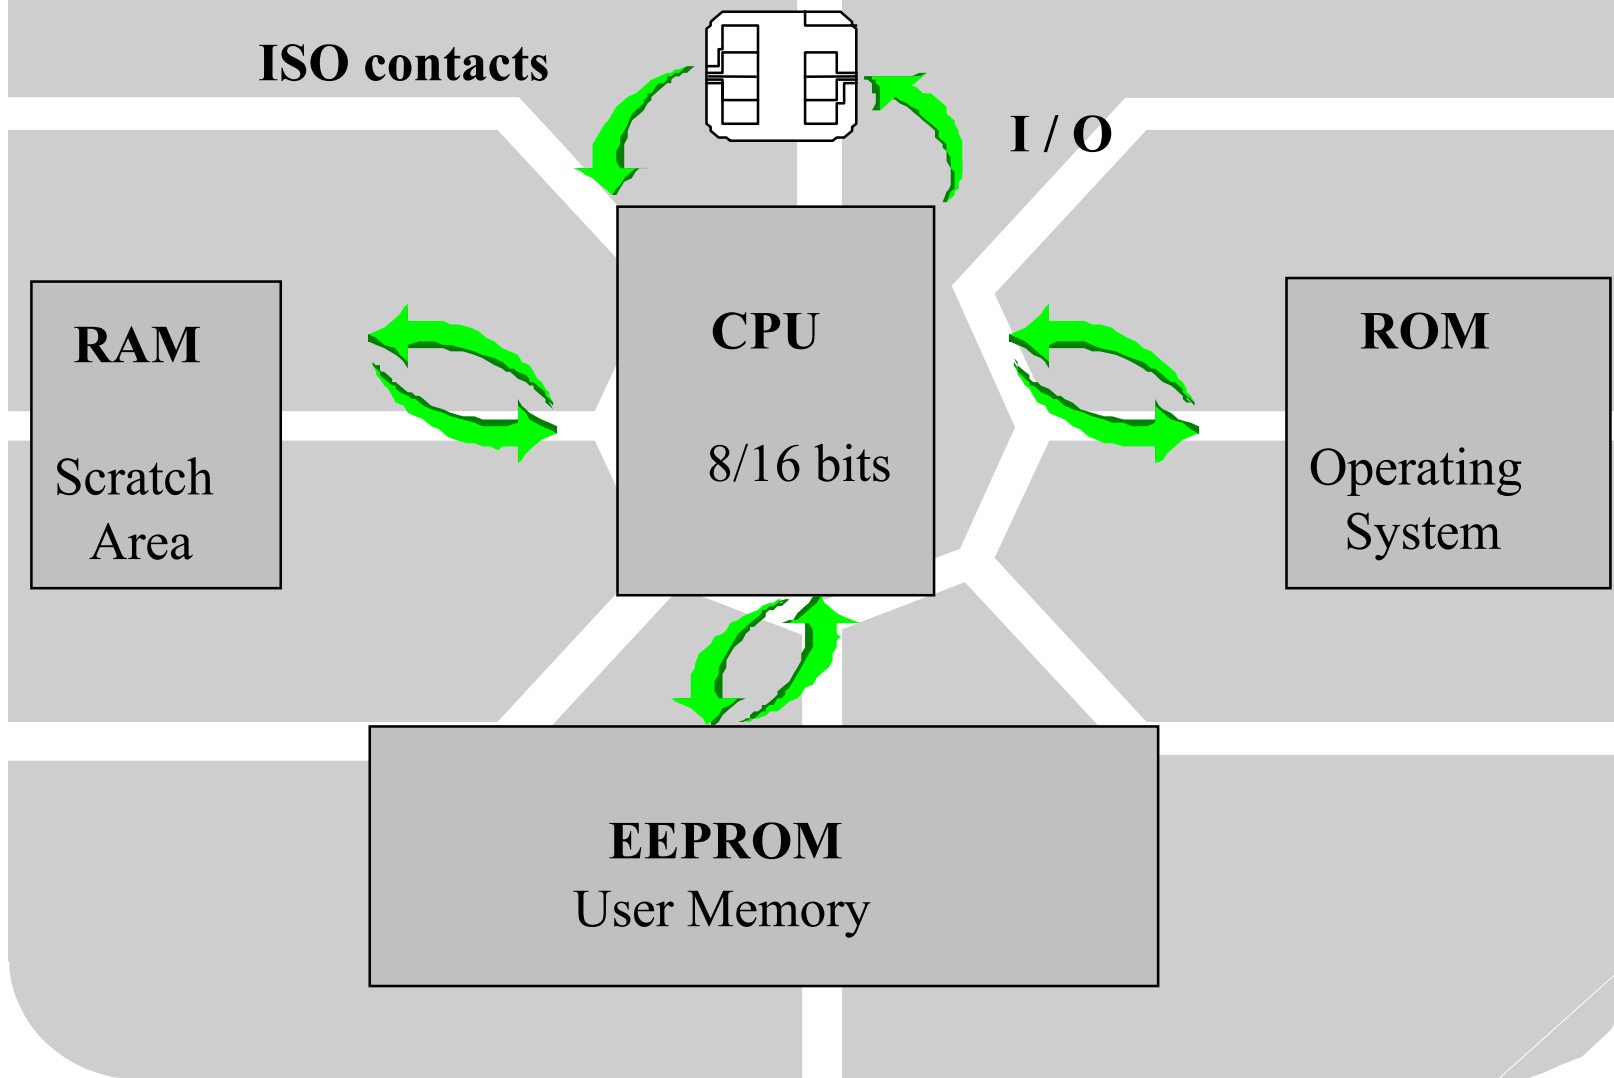 ISO contacts
I / O
RAM
Scratch
Area
CPU
8/16 bits
ROM
Operating
System
EEPROM
User Memory